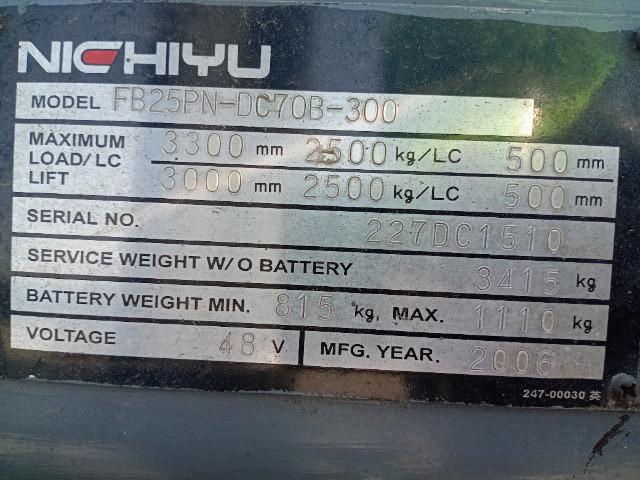 NICHIYU
MODEL FB25PN-DC70B-300
MAXIMUM LOAD/LC LIFT
3300 mm 2500 kg/LC 500 mm
3000 mm 2500 kg/LC 500 mm
SERIAL NO. 227DC1510
SERVICE WEIGHT W/O BATTERY 3415 kg
BATTERY WEIGHT MIN. 815 kg, MAX. 1110 kg
VOLTAGE 48 V MFG. YEAR. 2006
247-00030 英